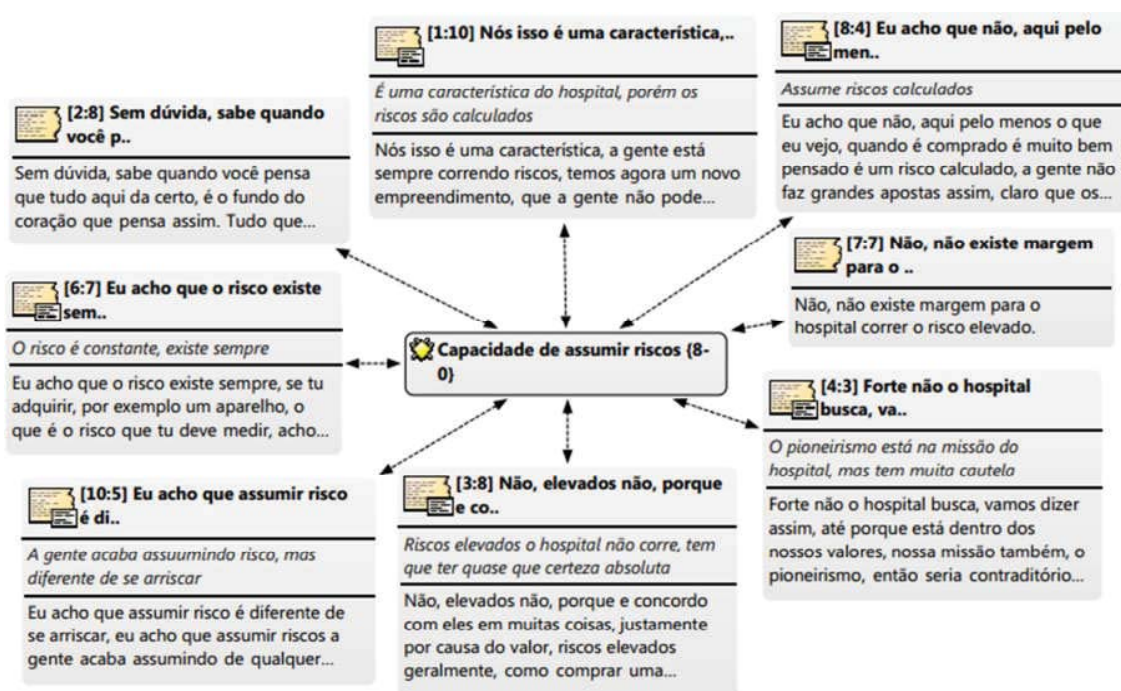 [1:10] Nós isso é uma característica,..
É uma característica do hospital, porém os
riscos são calculados
Nós isso é uma característica, a gente está
sempre correndo riscos, temos agora um novo
empreendimento, que a gente não pode...
[8:4] Eu acho que não, aqui pelo
men..
Assume riscos calculados
Eu acho que não, aqui pelo menos o que
eu vejo, quando é comprado é muito bem
pensado é um risco calculado, a gente não
faz grandes apostas assim, claro que os...
[2:8] Sem dúvida, sabe quando
você p..
Sem dúvida, sabe quando você pensa
que tudo aqui da certo, é o fundo do
coração que pensa assim. Tudo que...
[7:7] Não, não existe margem
para o ..
Não, não existe margem para o
hospital correr o risco elevado.
[6:7] Eu acho que o risco existe
sem..
O risco é constante, existe sempre
Eu acho que o risco existe sempre, se tu
adquirir, por exemplo um aparelho, o
que é o risco que tu deve medir, acho...
Capacidade de assumir riscos {8-
0}
[4:3] Forte não o hospital
busca, va..
O pioneirismo está na missão do
hospital, mas tem muita cautela
Forte não o hospital busca, vamos dizer
assim, até porque está dentro dos
nossos valores, nossa missão também, o
pioneirismo, então seria contraditório...
[10:5] Eu acho que assumir risco
é di..
A gente acaba assuumindo risco, mas
diferente de se arriscar
Eu acho que assumir risco é diferente de
se arriscar, eu acho que assumir riscos a
gente acaba assumindo de qualquer...
[3:8] Não, elevados não, porque
e co..
Riscos elevados o hospital não corre, tem
que ter quase que certeza absoluta
Não, elevados não, porque e concordo
com eles em muitas coisas, justamente
por causa do valor, riscos elevados
geralmente, como comprar uma...